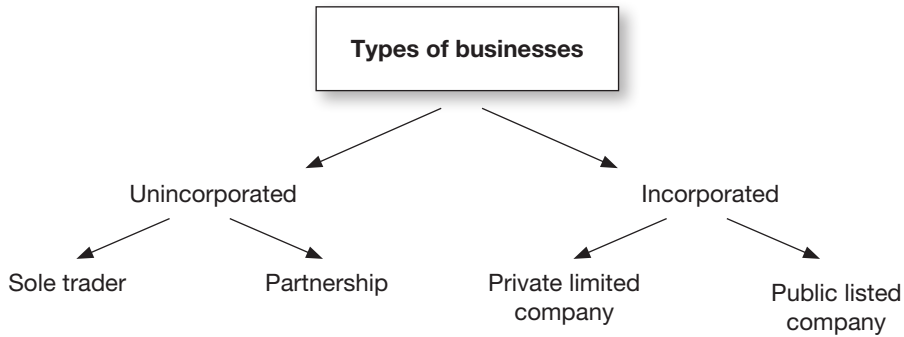 Types of businesses
Unincorporated
Incorporated
Sole trader
Partnership
Private limited
company
Public listed
company